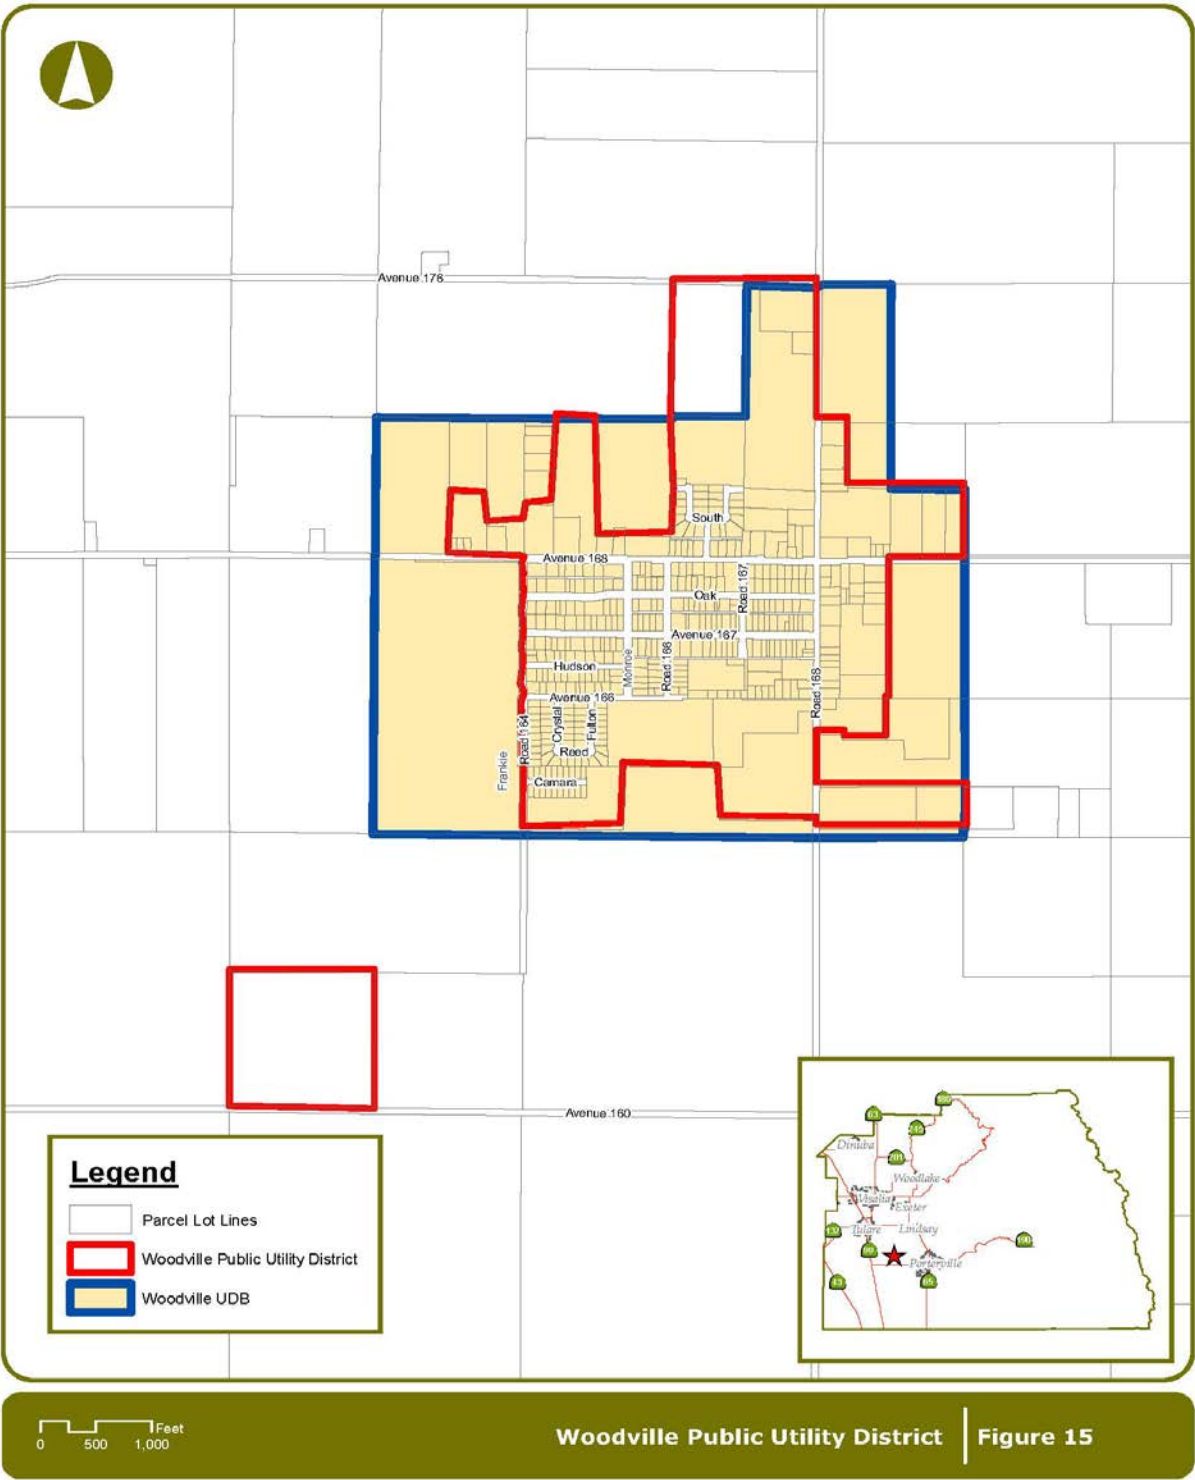 Avenue 176
South
Avenue 168
Road 167
Oak
Avenue 167
Monroe
Road 166
Hudson
Road 168
Avenue 166
Crystal
Fulton
Road 164
Reed
Frankie
Camara
Avenue 160
Legend
Parcel Lot Lines
Woodville Public Utility District
Woodville UDB
180
63
245
Dinuba
201
Woodlake
Visalia
Exeter
137
Tulare
Lindsay
190
99
Porterville
43
65
Feet
0 500 1,000
Woodville Public Utility District
Figure 15